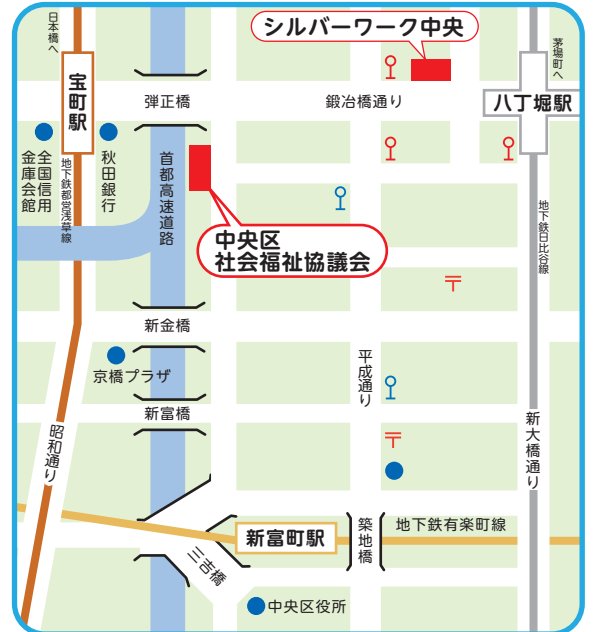 日本橋へ
シルバーワーク中央
茅場町へ
宝町駅
弾正橋
鍛冶橋通り
八丁堀駅
全国信用
金庫会館
地下鉄都営浅草線
秋田銀行
首都高速道路
地下鉄日比谷線
中央区
社会福祉協議会
〒
新金橋
京橋プラザ
平成通り
新富橋
昭和通り
〒
新大橋通り
新富町駅
築地橋
地下鉄有楽町線
三吉橋
中央区役所